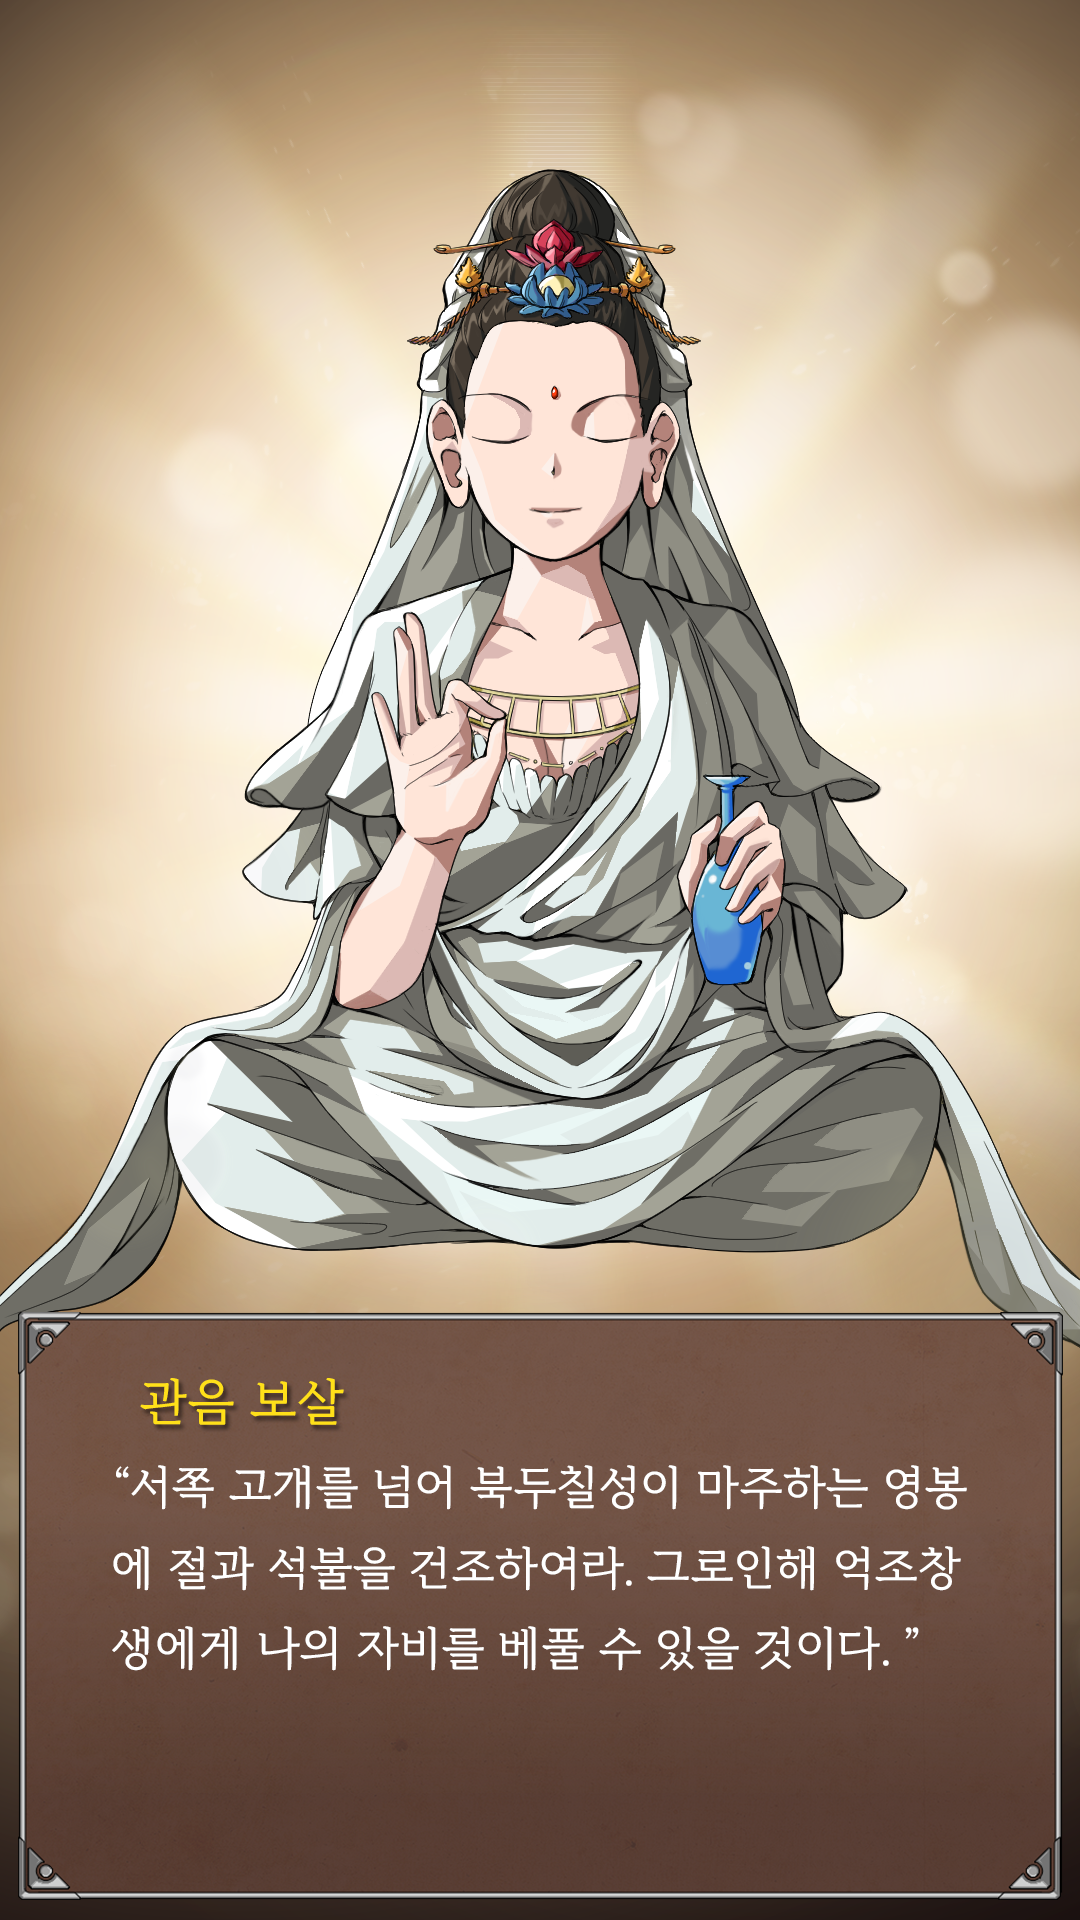 관음 보살
“서쪽 고개를 넘어 북두칠성이 마주하는 영봉
에 절과 석불을 건조하여라. 그로인해 억조창
생에게 나의 자비를 베풀 수 있을 것이다. ”